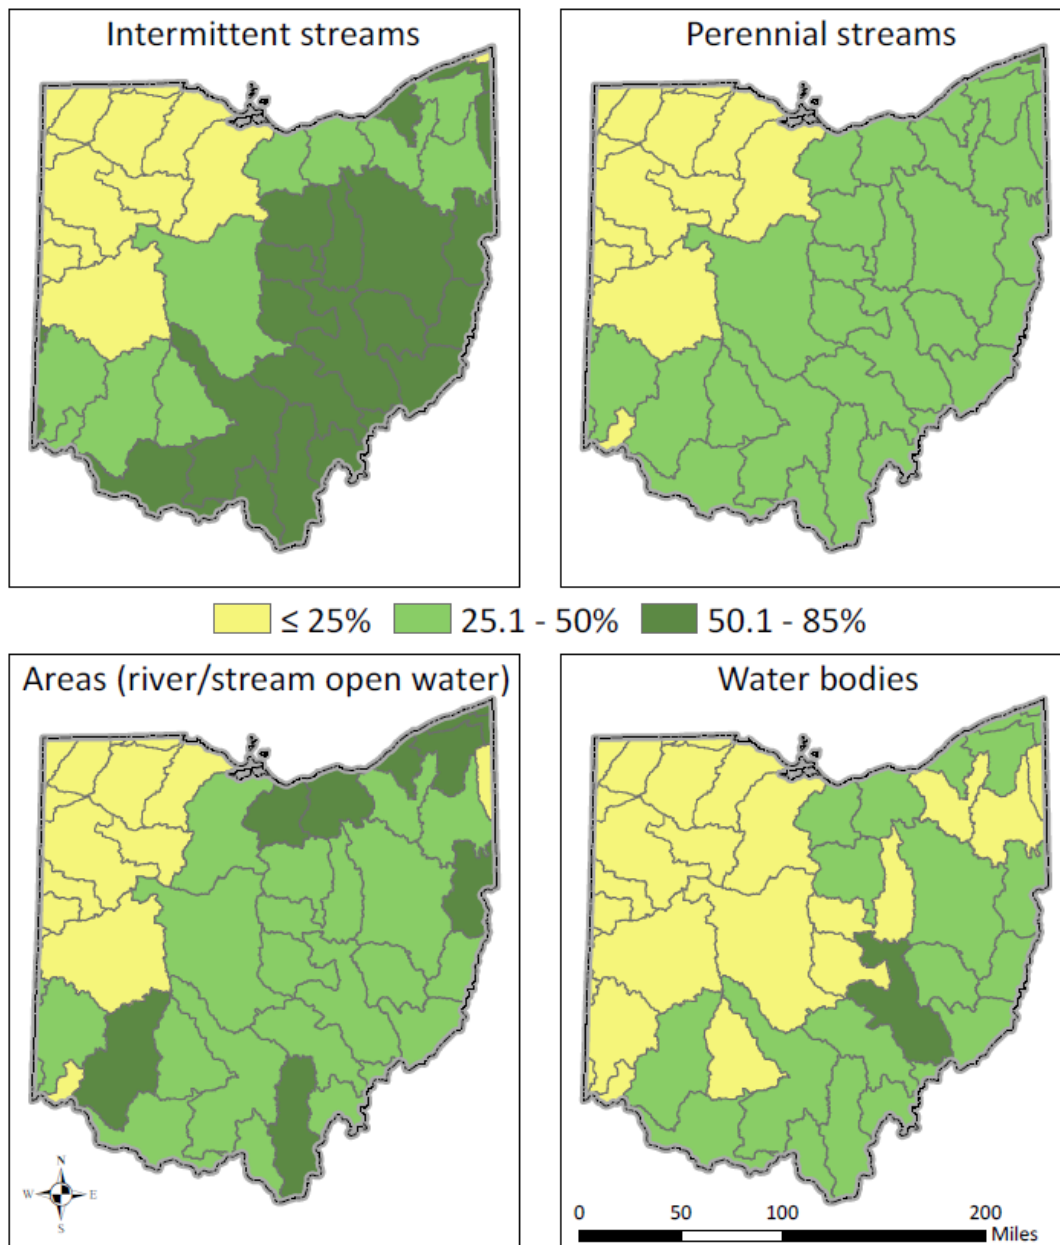 Intermittent streams
Perennial streams
≤ 25%
25.1 - 50%
50.1 - 85%
Areas (river/stream open water)
Water bodies
N
W E
S
0 50 100 200
Miles